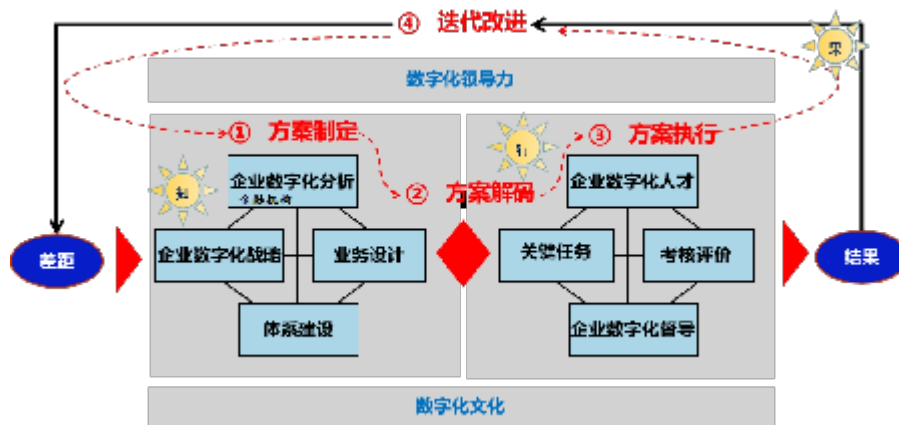 ④ 迭代改进
果
数字化领导力
① 方案制定
③ 方案执行
行
知
企业数字化分析
② 方案解码
企业数字化人才
差距
企业数字化战略
业务设计
关键任务
考核评价
结果
体系建设
企业数字化督导
数字化文化